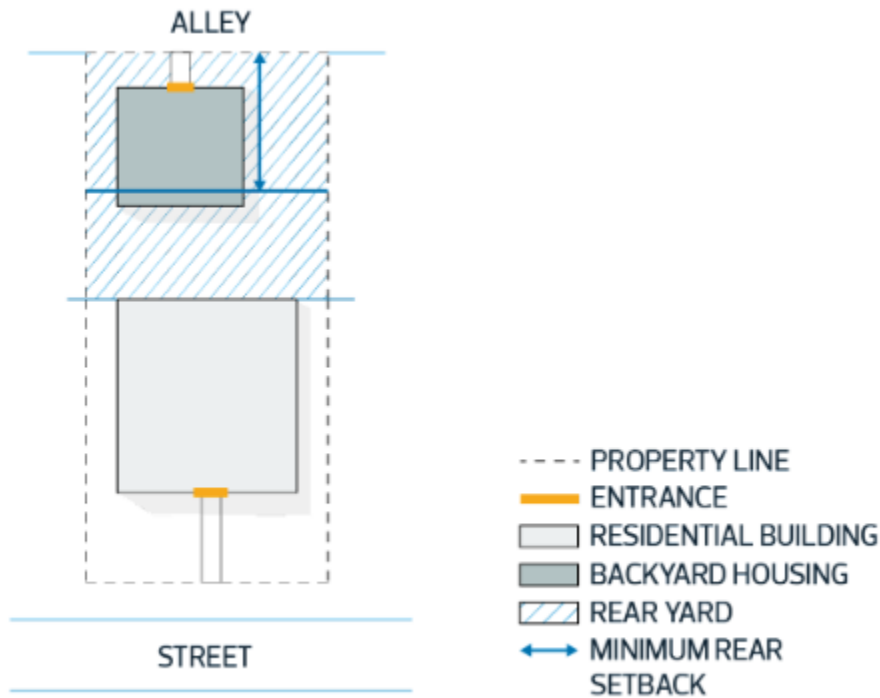 ALLEY
PROPERTY LINE
ENTRANCE
RESIDENTIAL BUILDING
BACKYARD HOUSING
REAR YARD
MINIMUM REAR
SETBACK
STREET